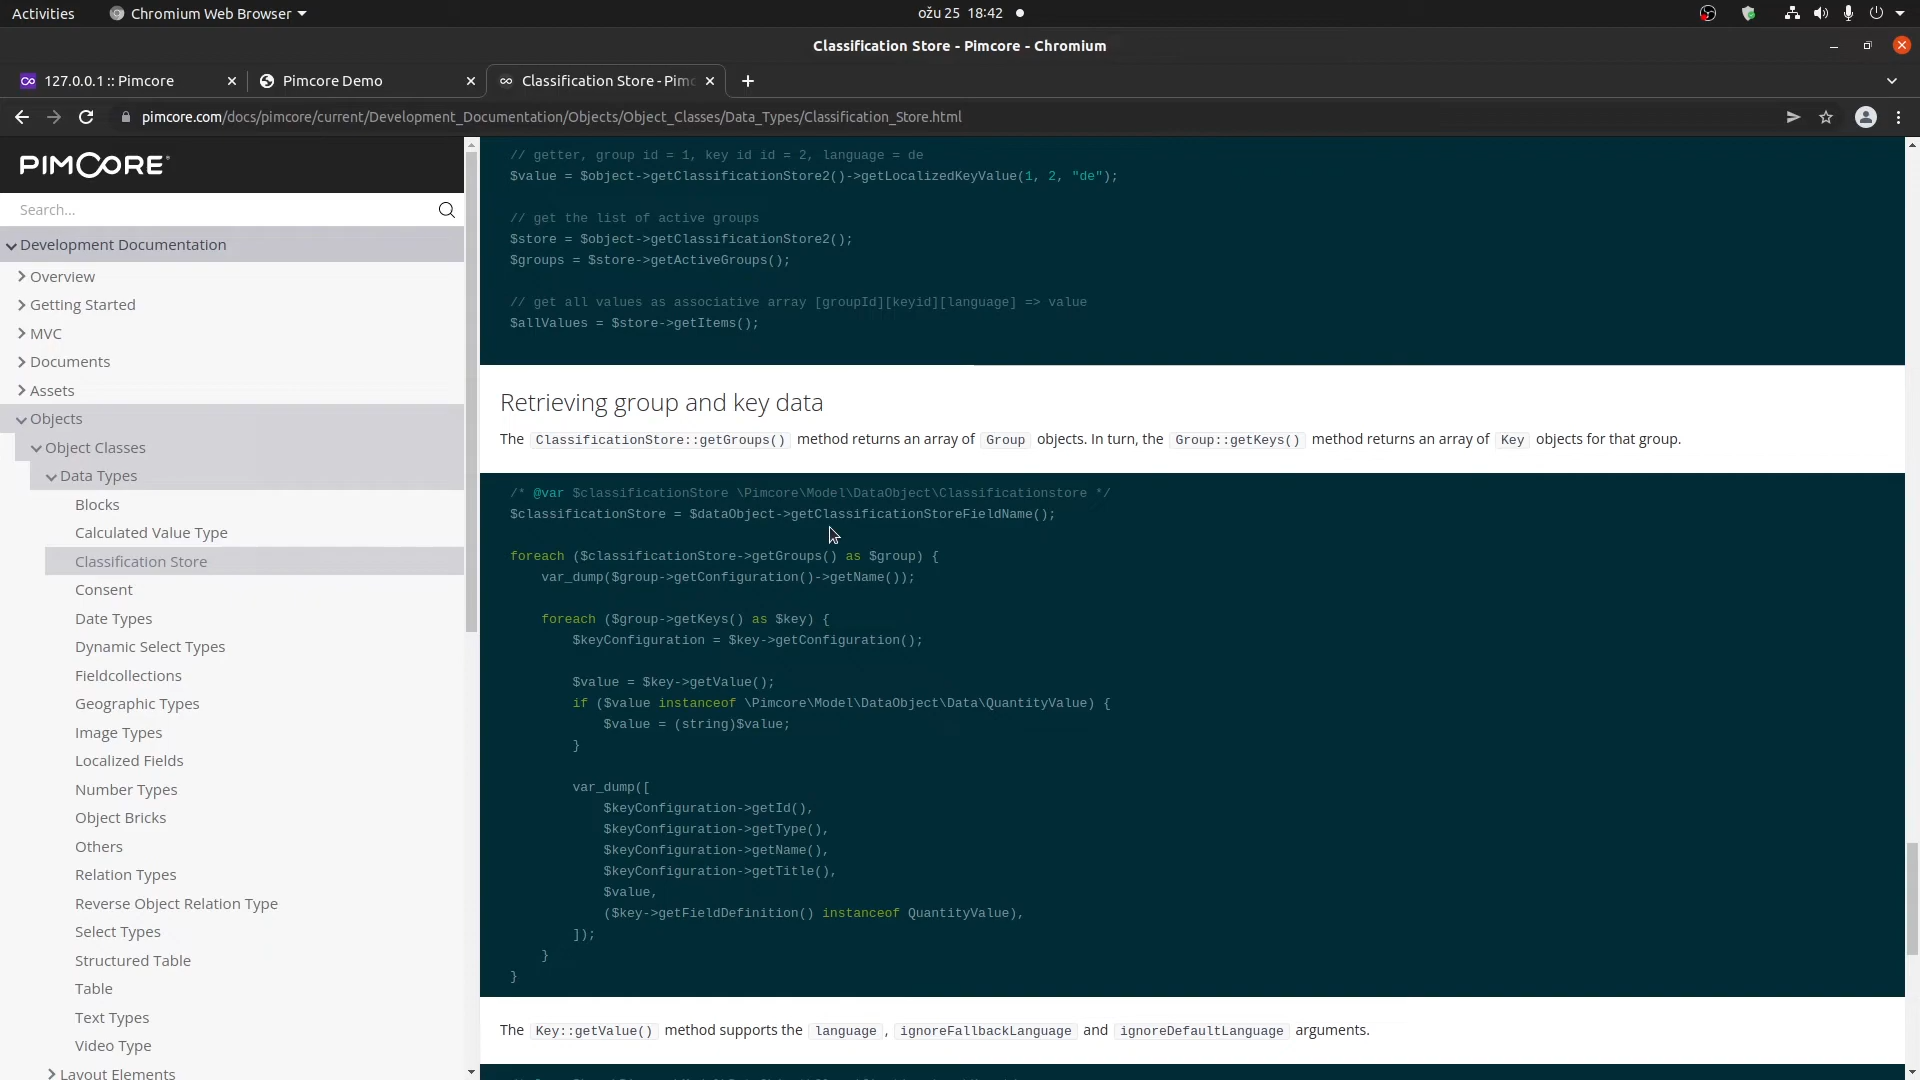 Activities
Chromium Web Browser
ožu 25 18:42
Classification Store - Pimcore - Chromium
127.0.0.1 :: Pimcore
Pimcore Demo
Classification Store - Pimc
pimcore.com/docs/pimcore/current/Development_Documentation/Objects/Object_Classes/Data_Types/Classification_Store.html
PIMCORE
Search...
Development Documentation
Overview
Getting Started
MVC
Documents
Assets
Objects
Object Classes
Data Types
Blocks
Calculated Value Type
Classification Store
Consent
Date Types
Dynamic Select Types
Fieldcollections
Geographic Types
Image Types
Localized Fields
Number Types
Object Bricks
Others
Relation Types
Reverse Object Relation Type
Select Types
Structured Table
Table
Text Types
Video Type
Layout Elements
// getter, group id = 1, key id id = 2, language = de
$value = $object->getClassificationStore2()->getLocalizedKeyValue(1, 2, "de");
// get the list of active groups
$store = $object->getClassificationStore2();
$groups = $store->getActiveGroups();
// get all values as associative array [groupId][keyid][language] => value
$allValues = $store->getItems();
Retrieving group and key data
The ClassificationStore::getGroups() method returns an array of Group objects. In turn, the Group::getKeys() method returns an array of Key objects for that group.
/* @var $classificationStore \Pimcore\Model\DataObject\Classificationstore */
$classificationStore = $dataObject->getClassificationStoreFieldName();
foreach ($classificationStore->getGroups() as $group) {
var_dump($group->getConfiguration()->getName());
foreach ($group->getKeys() as $key) {
$keyConfiguration = $key->getConfiguration();
$value = $key->getValue();
if ($value instanceof \Pimcore\Model\DataObject\Data\QuantityValue) {
$value = (string)$value;
}
var_dump([
$keyConfiguration->getId(),
$keyConfiguration->getType(),
$keyConfiguration->getName(),
$keyConfiguration->getTitle(),
$value,
($key->getFieldDefinition() instanceof QuantityValue),
]);
}
}
The Key::getValue() method supports the language , ignoreFallbackLanguage and ignoreDefaultLanguage arguments.